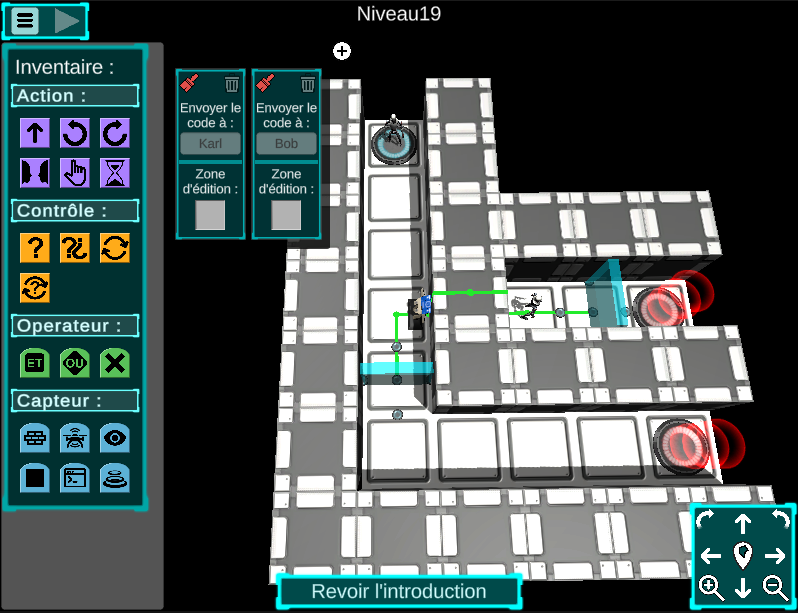 Niveau19
Inventaire :
Action :
Contrôle :
?
?¿
?
Operateur :
ET
OU
Capteur :
Envoyer le
code à :
Karl
Zone
d'édition :
Envoyer le
code à :
Bob
Zone
d'édition :
Revoir l'introduction